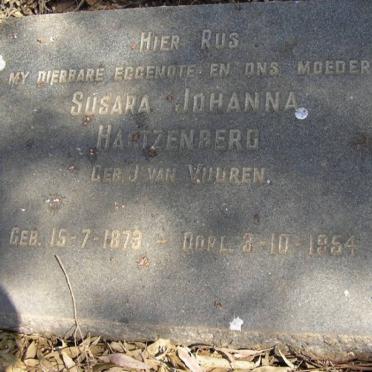 HIER RUS
MY DIERBARE EGGENOTE EN ONS MOEDER
SUSARA JOHANNA
HARTZENBERG
GEB. J. VAN VUUREN.
GEB. 15-7-1873 - OORL. 3-10-1954